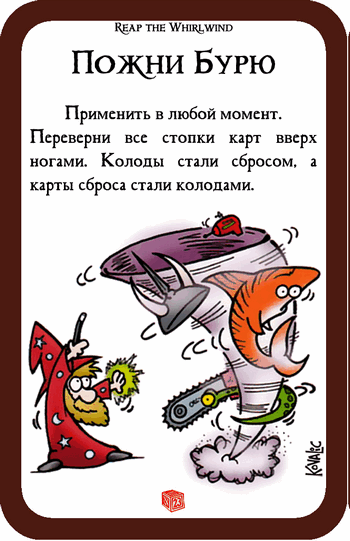 Reap the Whirlwind
Пожни Бурю
Применить в любой момент.
Переверни все стопки карт вверх
ногами. Колоды стали сбросом, а
карты сброса стали колодами.
Kovalic
23